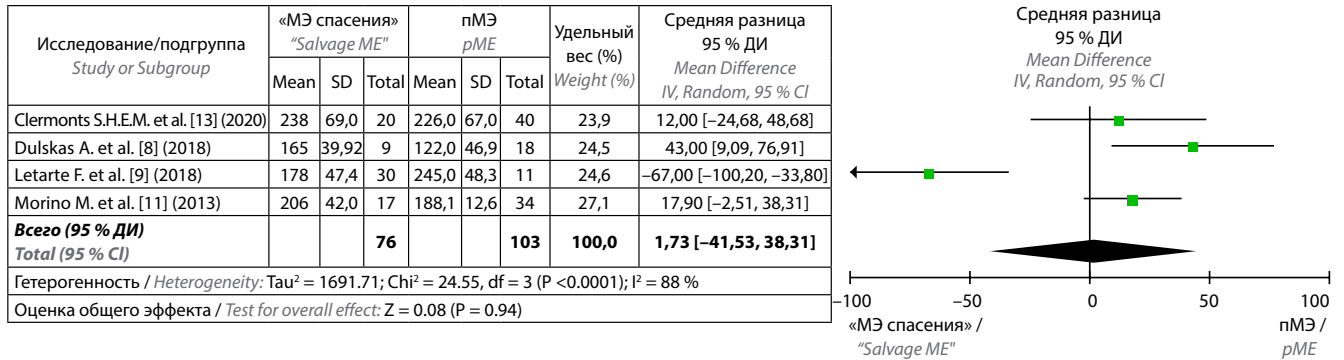 Исследование/подгруппа
Study or Subgroup
«МЭ спасения»
“Salvage ME"
пМЭ
pME
Удельный
вес (%)
Weight (%)
Средняя разница
95 % ДИ
Mean Difference
IV, Random, 95 % Cl
Средняя разница
95 % ДИ
Mean Difference
IV, Random, 95 % Cl
Mean SD Total Mean SD Total
Clermonts S.H.E.M. et al. [13] (2020) 238 69,0 20 226,0 67,0 40 23,9 12,00 [–24,68, 48,68]
Dulskas A. et al. [8] (2018) 165 39,92 9 122,0 46,9 18 24,5 43,00 [9,09, 76,91]
Letarte F. et al. [9] (2018) 178 47,4 30 245,0 48,3 11 24,6 –67,00 [–100,20, –33,80]
Morino M. et al. [11] (2013) 206 42,0 17 188,1 12,6 34 27,1 17,90 [–2,51, 38,31]
Всего (95 % ДИ)
Total (95 % Cl)
76 103 100,0 1,73 [–41,53, 38,31]
Гетерогенность / Heterogeneity: Tau² = 1691.71; Chi² = 24.55, df = 3 (P <0.0001); I² = 88 %
Оценка общего эффекта / Test for overall effect: Z = 0.08 (P = 0.94)
–100 –50 0 50 100
«МЭ спасения» /
“Salvage ME"
пМЭ /
pME